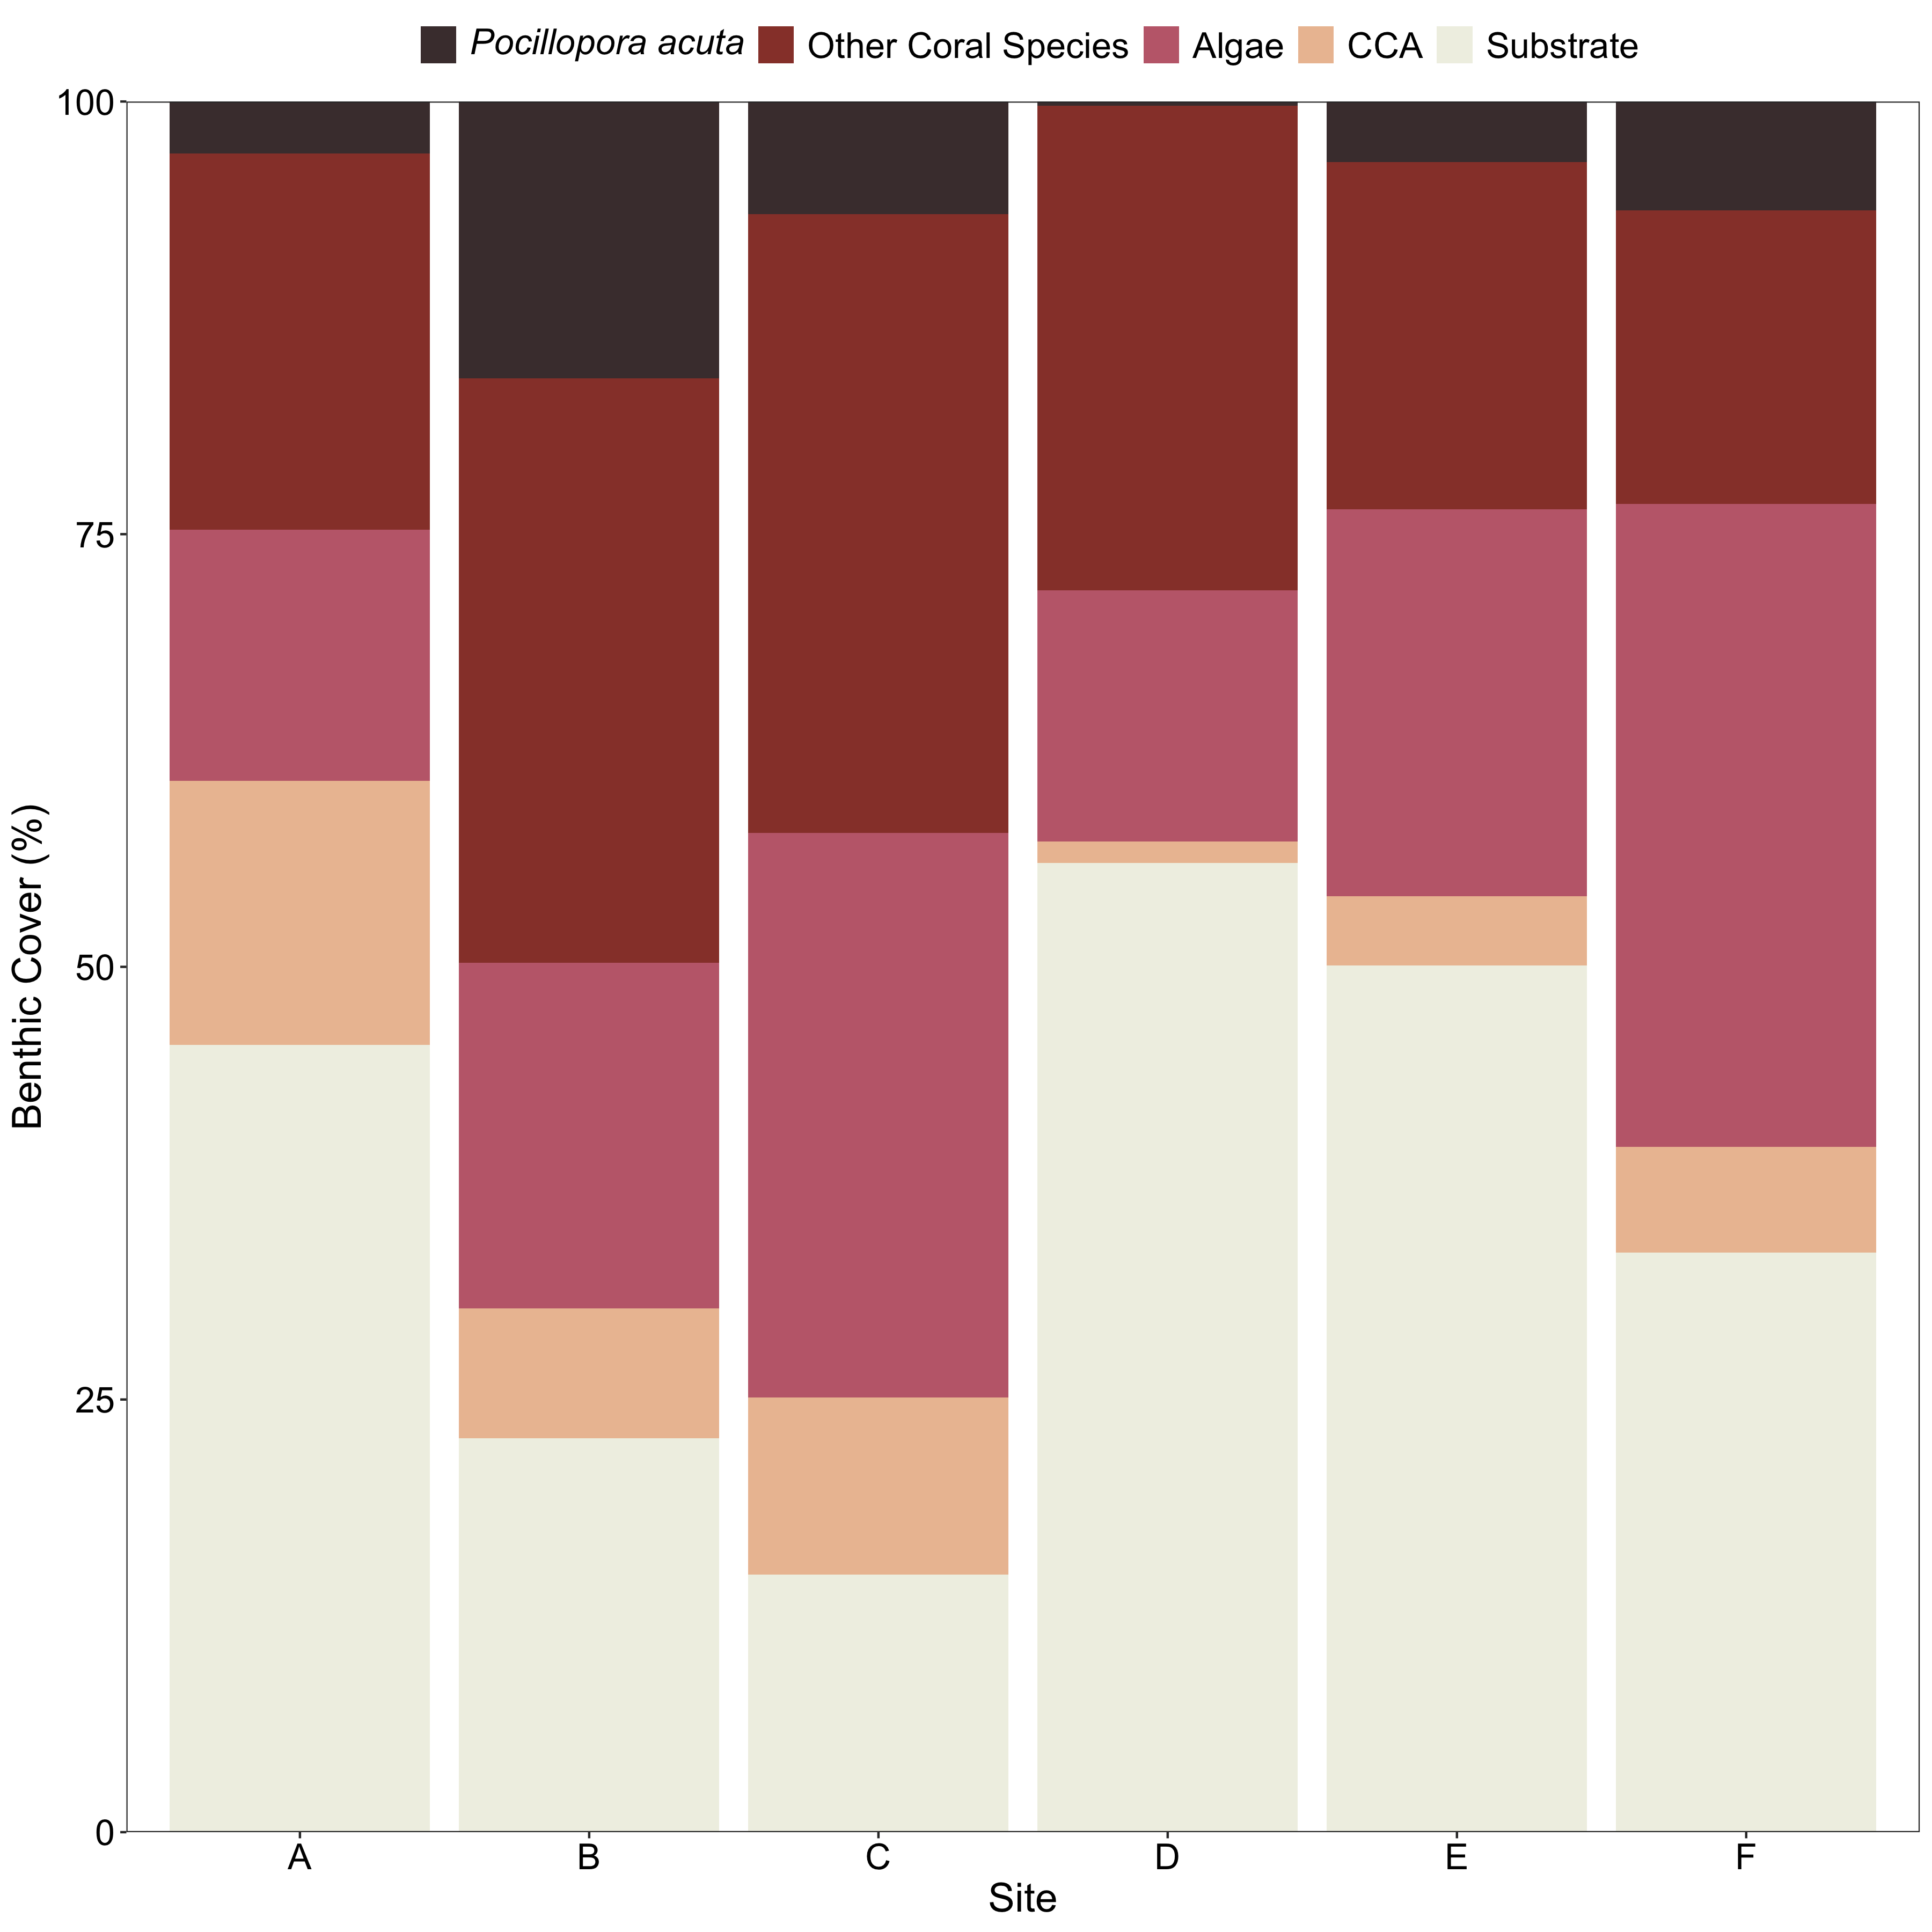 Pocillopora acuta Other Coral Species Algae CCA Substrate
Benthic Cover (%)
100
75
50
25
0
A B C D E F
Site